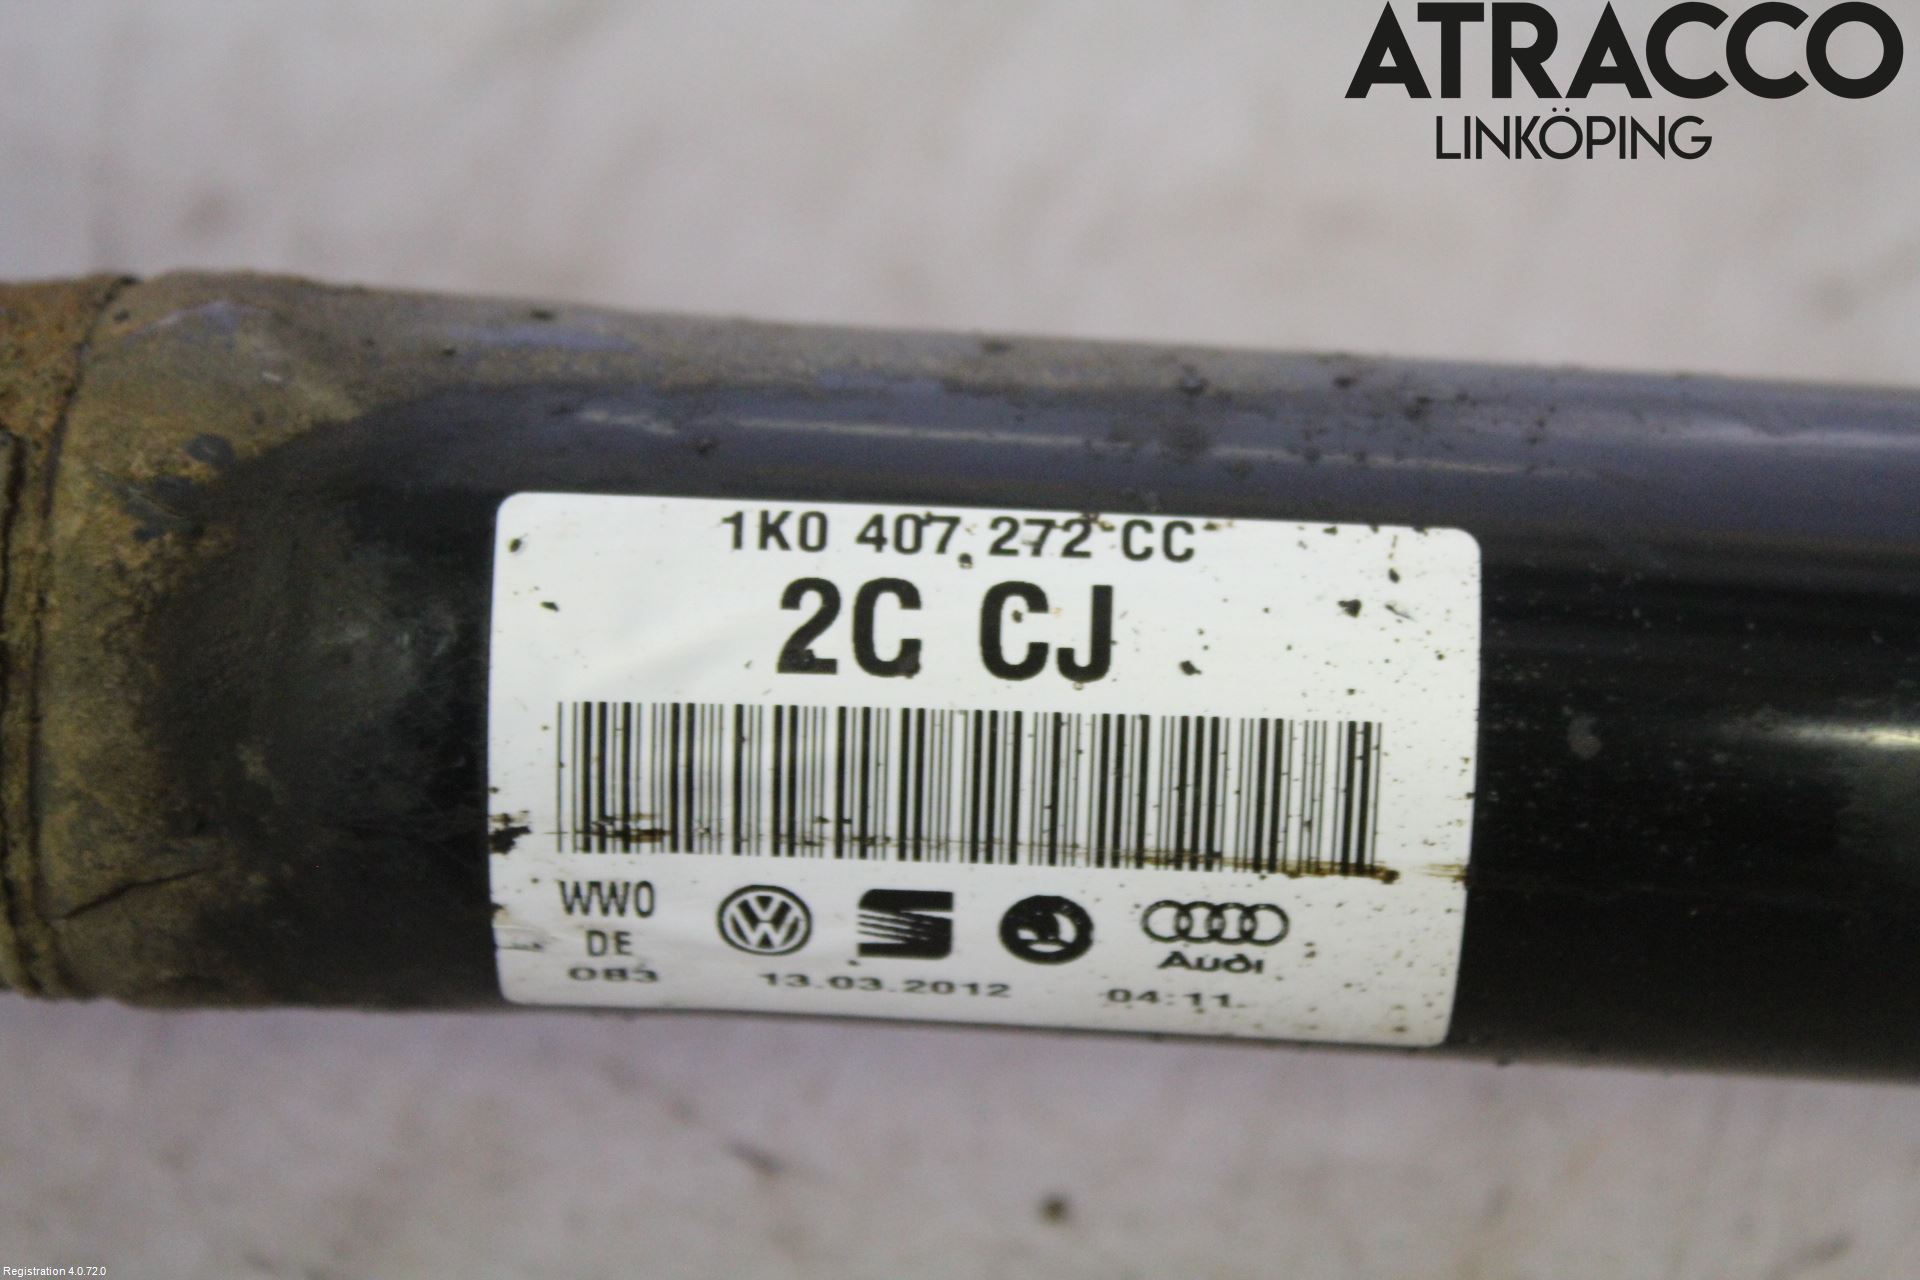 ATRACCO
LINKÖPING
1K0 407 272 CC
2C CJ
WW0
DE
083
Audi
13.03.2012 04:11
Registration 4.0.72.0